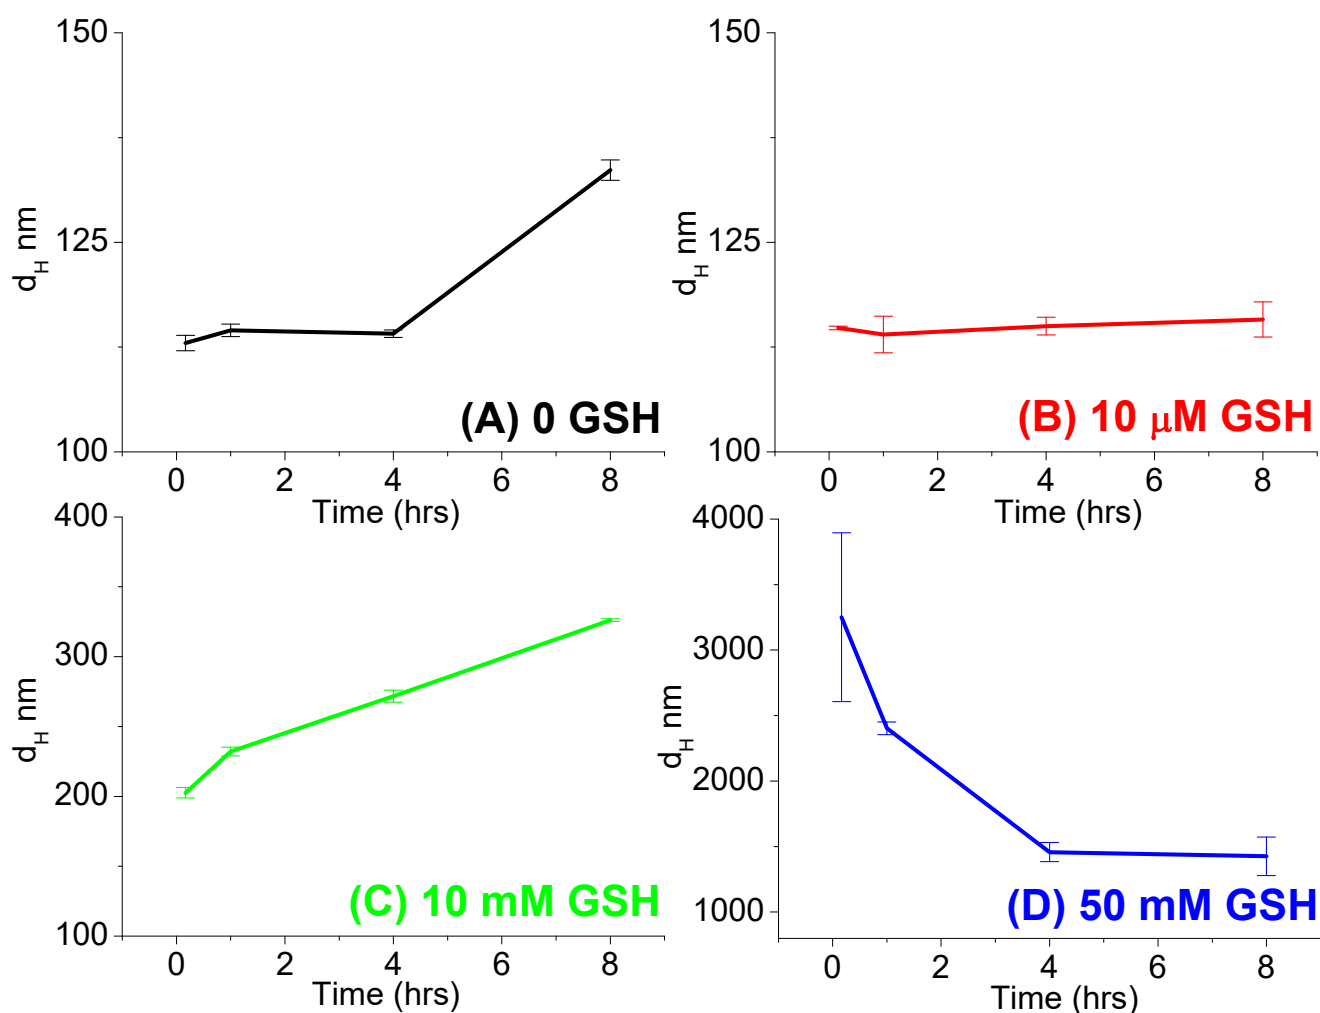 150
125
100
d_H nm
(A) 0 GSH
0 2 4 6 8
Time (hrs)
150
125
100
d_H nm
(B) 10 μM GSH
0 2 4 6 8
Time (hrs)
400
300
200
100
d_H nm
(C) 10 mM GSH
0 2 4 6 8
Time (hrs)
4000
3000
2000
1000
d_H nm
(D) 50 mM GSH
0 2 4 6 8
Time (hrs)